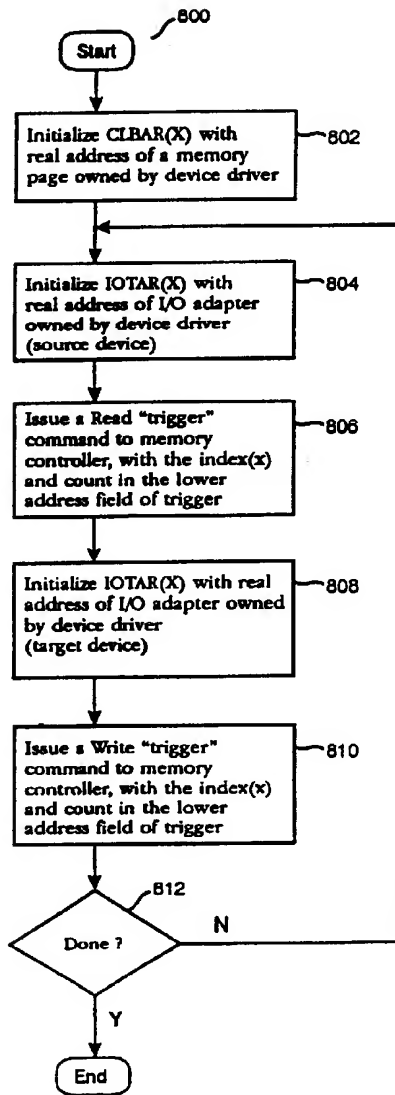 800
Start
Initialize CLBAR(X) with
real address of a memory
page owned by device driver
802
Initialize IOTAR(X) with
real address of I/O adapter
owned by device driver
(source device)
804
Issue a Read "trigger"
command to memory
controller, with the index(x)
and count in the lower
address field of trigger
806
Initialize IOTAR(X) with real
address of I/O adapter owned
by device driver
(target device)
808
Issue a Write "trigger"
command to memory
controller, with the index(x)
and count in the lower
address field of trigger
810
812
Done ?
N
Y
End